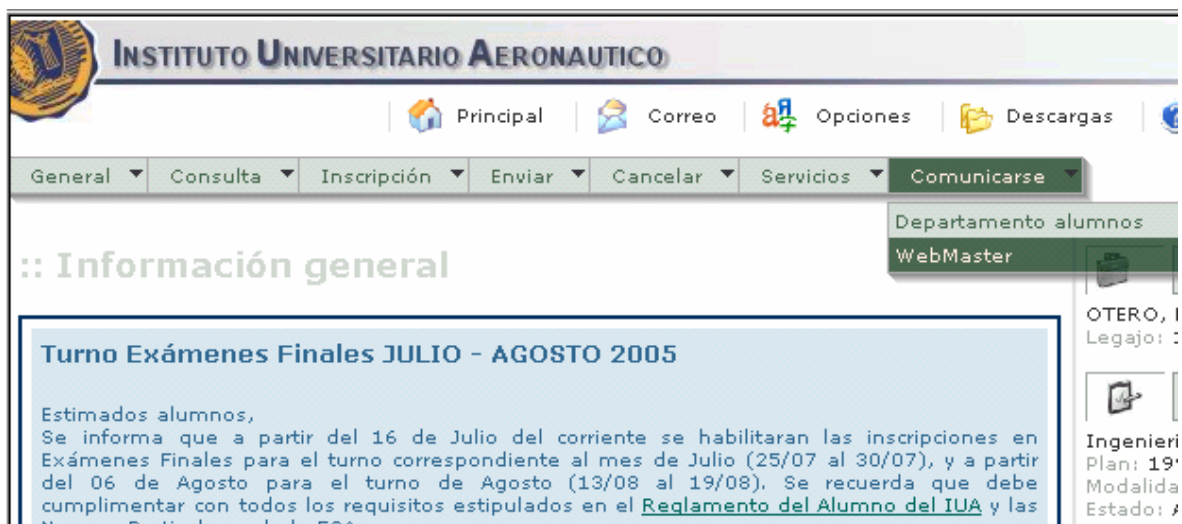 INSTITUTO UNIVERSITARIO AERONAUTICO
Principal Correo Opciones Descargas
General Consulta Inscripción Enviar Cancelar Servicios Comunicarse
Departamento alumnos
WebMaster
:: Información general
OTERO,
Legajo:
Turno Exámenes Finales JULIO - AGOSTO 2005
Estimados alumnos,
Se informa que a partir del 16 de Julio del corriente se habilitaran las inscripciones en
Exámenes Finales para el turno correspondiente al mes de Julio (25/07 al 30/07), y a partir
del 06 de Agosto para el turno de Agosto (13/08 al 19/08). Se recuerda que debe
cumplimentar con todos los requisitos estipulados en el Reglamento del Alumno del IUA y las
Plan:
Estado: